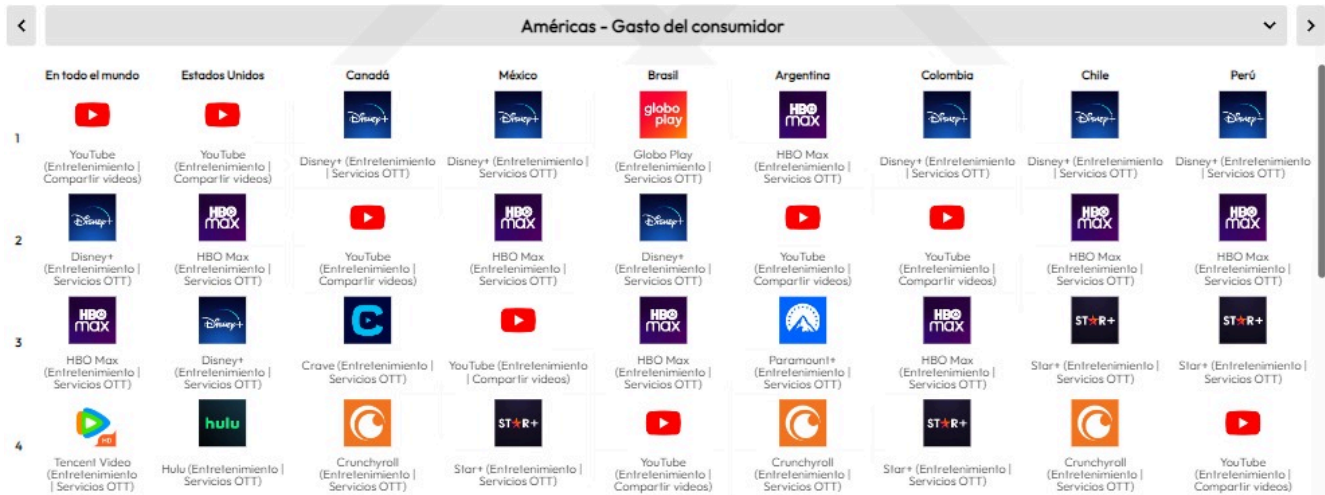 Américas - Gasto del consumidor
En todo el mundo Estados Unidos Canadá México Brasil Argentina Colombia Chile Perú
Disney+ Disney+ globo play HBO max Disney+ Disney+ Disney+
1
YouTube (Entretenimiento | Compartir videos)
YouTube (Entretenimiento | Compartir videos)
Disney+ (Entretenimiento | Servicios OTT)
Disney+ (Entretenimiento | Servicios OTT)
Globo Play (Entretenimiento | Servicios OTT)
HBO Max (Entretenimiento | Servicios OTT)
Disney+ (Entretenimiento | Servicios OTT)
Disney+ (Entretenimiento | Servicios OTT)
Disney+ (Entretenimiento | Servicios OTT)
Disney+ HBO max HBO max Disney+ HBO max HBO max
2
Disney+ (Entretenimiento | Servicios OTT)
HBO Max (Entretenimiento | Servicios OTT)
YouTube (Entretenimiento | Compartir videos)
HBO Max (Entretenimiento | Servicios OTT)
Disney+ (Entretenimiento | Servicios OTT)
YouTube (Entretenimiento | Compartir videos)
YouTube (Entretenimiento | Compartir videos)
HBO Max (Entretenimiento | Servicios OTT)
HBO Max (Entretenimiento | Servicios OTT)
HBO max Disney+ C HBO max HBO max ST★R+ ST★R+
3
HBO Max (Entretenimiento | Servicios OTT)
Disney+ (Entretenimiento | Servicios OTT)
Crave (Entretenimiento | Servicios OTT)
YouTube (Entretenimiento | Compartir videos)
HBO Max (Entretenimiento | Servicios OTT)
Paramount+ (Entretenimiento | Servicios OTT)
HBO Max (Entretenimiento | Servicios OTT)
Star+ (Entretenimiento | Servicios OTT)
Star+ (Entretenimiento | Servicios OTT)
HD hulu ST★R+ ST★R+
4
Tencent Video (Entretenimiento | Servicios OTT)
Hulu (Entretenimiento | Servicios OTT)
Crunchyroll (Entretenimiento | Servicios OTT)
Star+ (Entretenimiento | Servicios OTT)
YouTube (Entretenimiento | Compartir videos)
Crunchyroll (Entretenimiento | Servicios OTT)
Star+ (Entretenimiento | Servicios OTT)
Crunchyroll (Entretenimiento | Servicios OTT)
YouTube (Entretenimiento | Compartir videos)